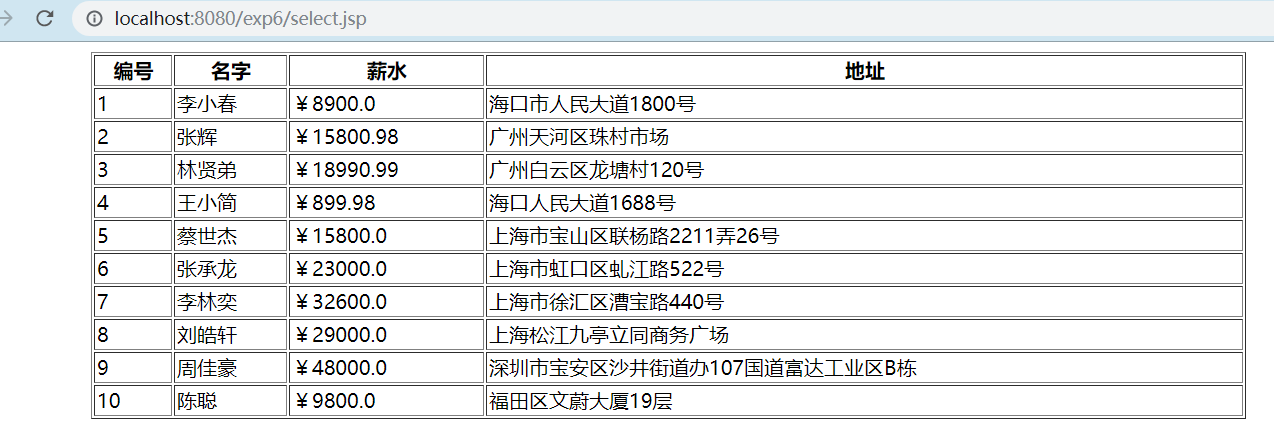 localhost:8080/exp6/select.jsp
编号 名字 薪水 地址
1 李小春 ￥8900.0 海口市人民大道1800号
2 张辉 ￥15800.98 广州天河区珠村市场
3 林贤弟 ￥18990.99 广州白云区龙塘村120号
4 王小简 ￥899.98 海口人民大道1688号
5 蔡世杰 ￥15800.0 上海市宝山区联杨路2211弄26号
6 张承龙 ￥23000.0 上海市虹口区虬江路522号
7 李林奕 ￥32600.0 上海市徐汇区漕宝路440号
8 刘皓轩 ￥29000.0 上海松江九亭立同商务广场
9 周佳豪 ￥48000.0 深圳市宝安区沙井街道办107国道富达工业区B栋
10 陈聪 ￥9800.0 福田区文蔚大厦19层